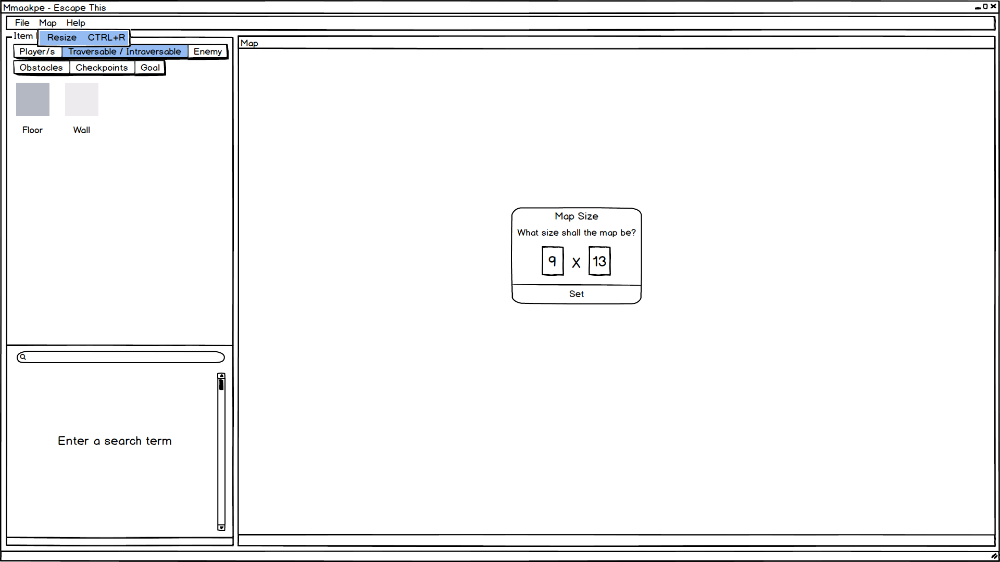 Mmaakpe - Escape This
File Map Help
Item
Resize CTRL+R
Player/s Traversable / Intraversable Enemy
Obstacles Checkpoints Goal
Floor Wall
Enter a search term
Map
Map Size
What size shall the map be?
9 X 13
Set